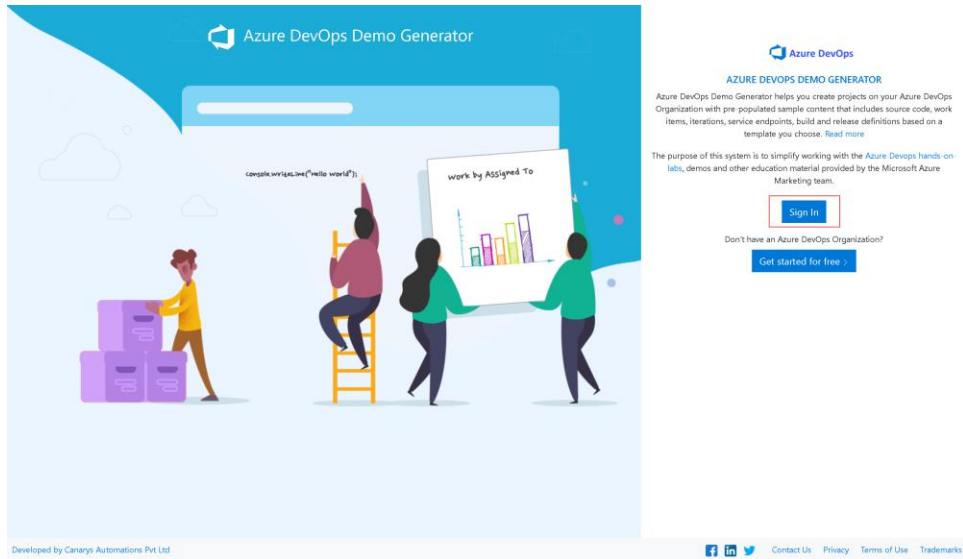 Azure DevOps Demo Generator
console.writeLine("Hello world");
Work by Assigned To
Azure DevOps
AZURE DEVOPS DEMO GENERATOR
Azure DevOps Demo Generator helps you create projects on your Azure DevOps
Organization with pre-populated sample content that includes source code, work
items, iterations, service endpoints, build and release definitions based on a
template you choose. Read more
The purpose of this system is to simplify working with the Azure Devops hands-on-
labs, demos and other education material provided by the Microsoft Azure
Marketing team.
Sign In
Don't have an Azure DevOps Organization?
Get started for free >
Developed by Canarys Automations Pvt Ltd
Contact Us Privacy Terms of Use Trademarks